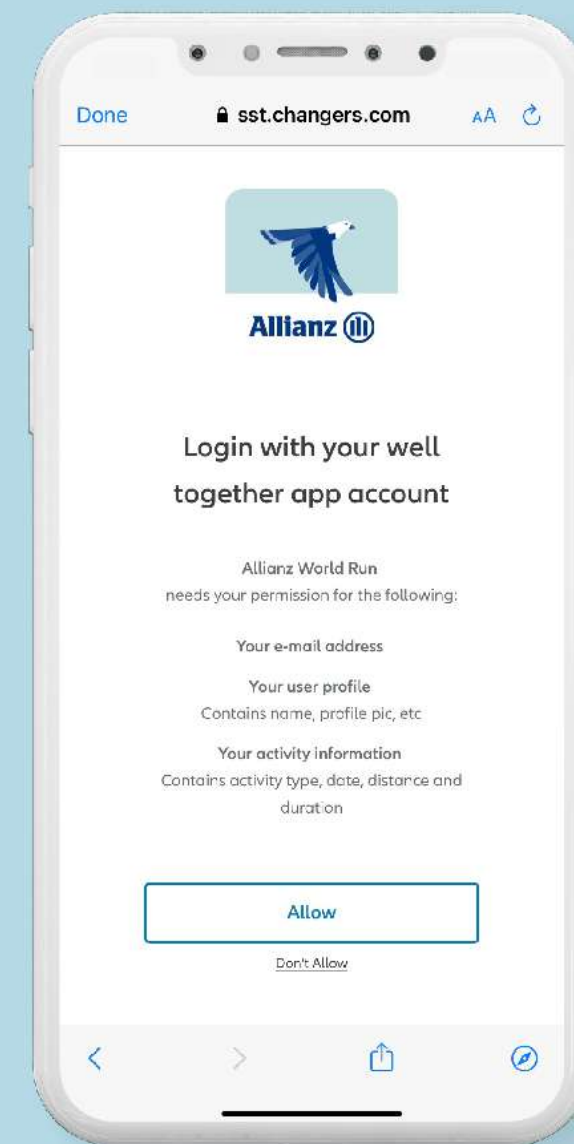 Done sst.changers.com AA
Allianz
Login with your well
together app account
Allianz World Run
needs your permission for the following:
Your e-mail address
Your user profile
Contains name, profile pic, etc
Your activity information
Contains activity type, date, distance and
duration
Allow
Don't Allow